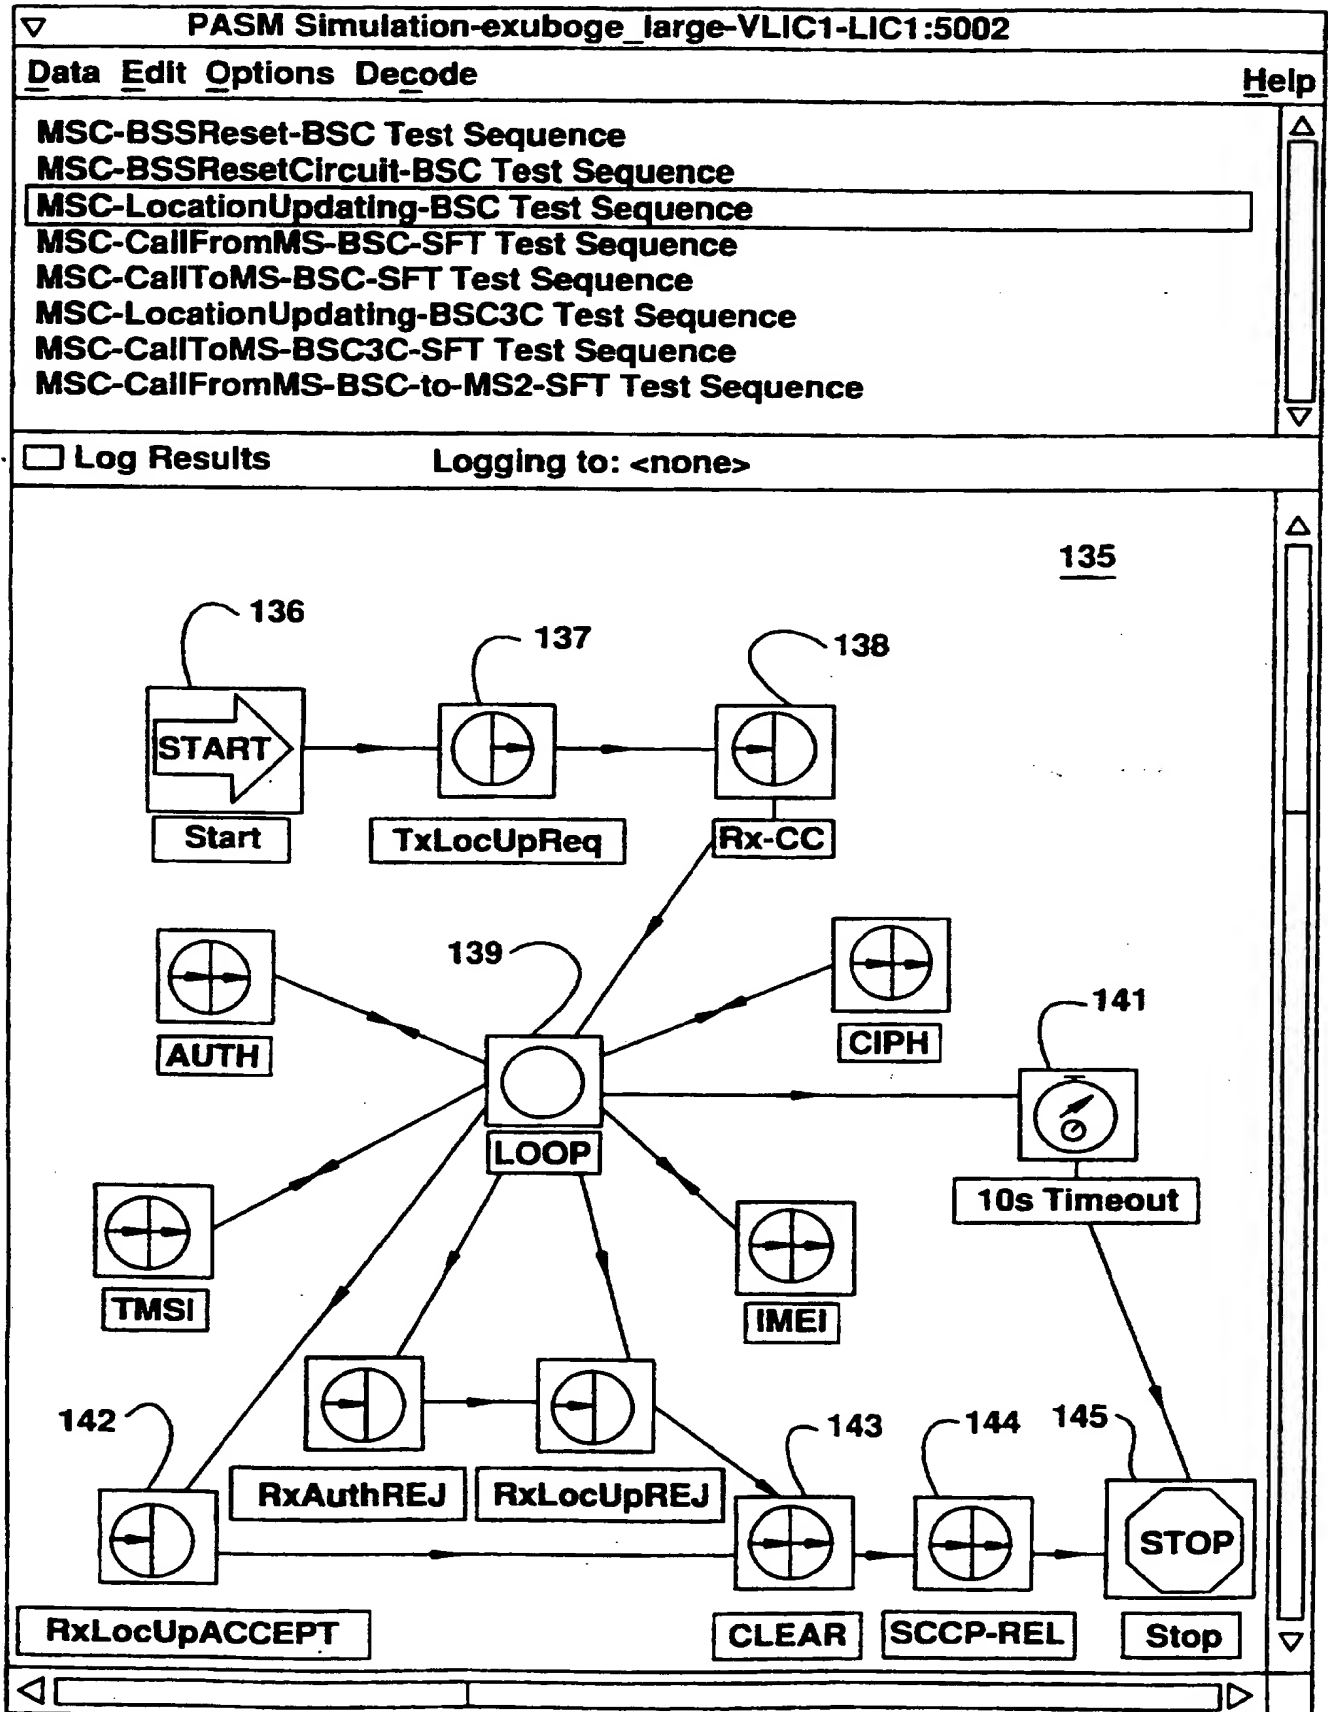 PASM Simulation-exuboge_large-VLIC1-LIC1:5002
Data Edit Options Decode Help
MSC-BSSReset-BSC Test Sequence
MSC-BSSResetCircuit-BSC Test Sequence
MSC-LocationUpdating-BSC Test Sequence
MSC-CallFromMS-BSC-SFT Test Sequence
MSC-CallToMS-BSC-SFT Test Sequence
MSC-LocationUpdating-BSC3C Test Sequence
MSC-CallToMS-BSC3C-SFT Test Sequence
MSC-CallFromMS-BSC-to-MS2-SFT Test Sequence
Log Results Logging to: <none>
135
136
137
138
START
Start
TxLocUpReq
Rx-CC
139
141
AUTH
CIPH
LOOP
10s Timeout
TMSI
IMEI
142
143
144
145
RxAuthREJ
RxLocUpREJ
STOP
RxLocUpACCEPT
CLEAR
SCCP-REL
Stop